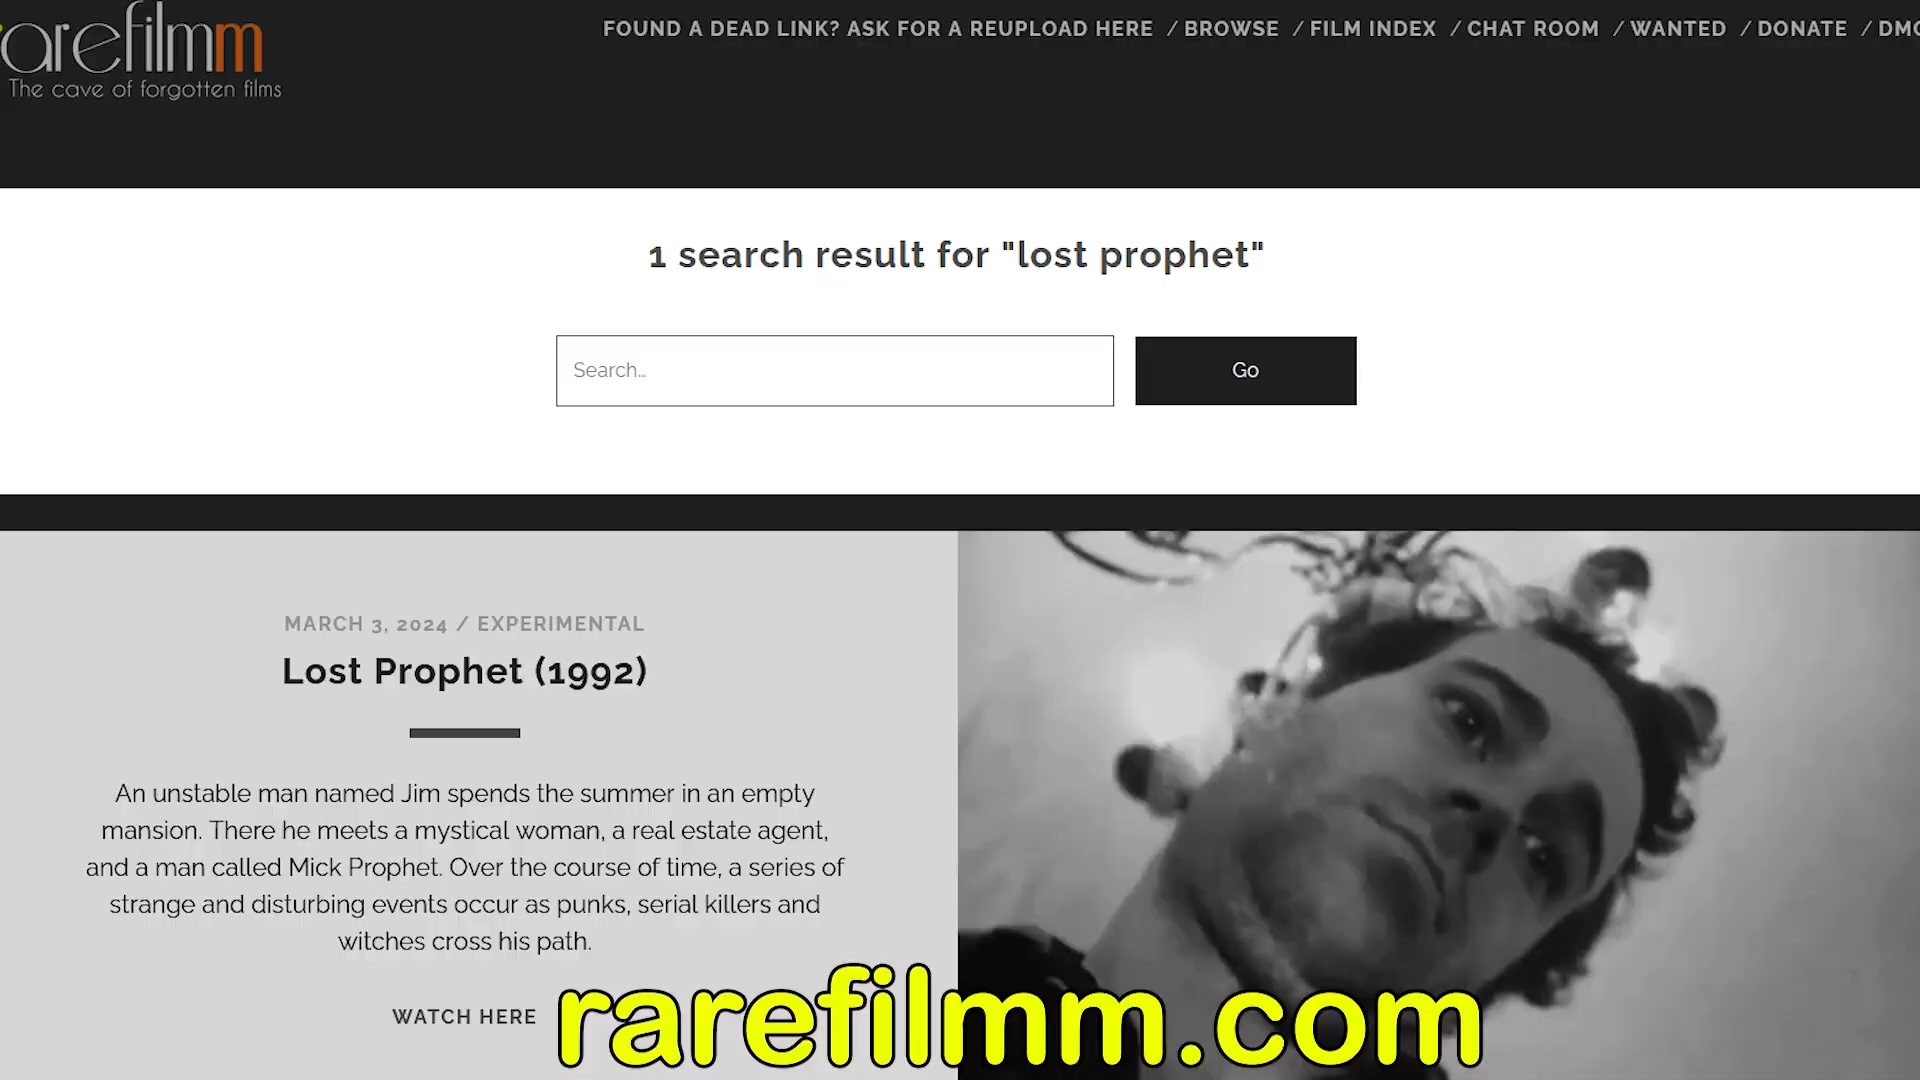 arefilmm
The cave of forgotten films
FOUND A DEAD LINK? ASK FOR A REUPLOAD HERE / BROWSE / FILM INDEX / CHAT ROOM / WANTED / DONATE / DMC
1 search result for "lost prophet"
Search... Go
MARCH 3, 2024 / EXPERIMENTAL
Lost Prophet (1992)
An unstable man named Jim spends the summer in an empty
mansion. There he meets a mystical woman, a real estate agent,
and a man called Mick Prophet. Over the course of time, a series of
strange and disturbing events occur as punks, serial killers and
witches cross his path.
WATCH HERE
rarefilmm.com